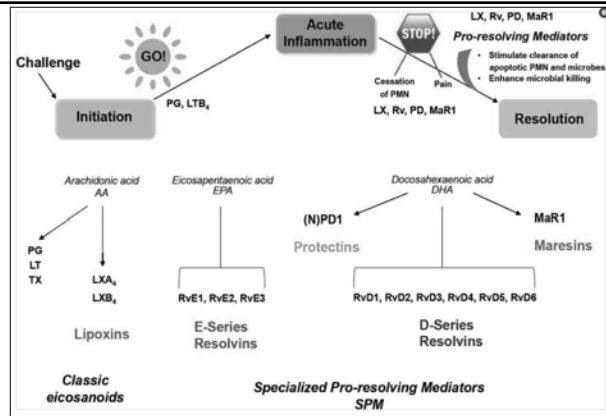 LX, Rv, PD, MaR1
Acute
Inflammation
STOP!
Pro-resolving Mediators
GO!
• Stimulate clearance of
apoptotic PMN and microbes
• Enhance microbial killing
Challenge
Cessation
of PMN
Pain
PG, LTB4
LX, Rv, PD, MaR1
Initiation
Resolution
Arachidonic acid
AA
Eicosapentaenoic acid
EPA
Docosahexaenoic acid
DHA
(N)PD1
MaR1
Protectins
Maresins
PG
LT
TX
LXA4
LXB4
RvE1, RvE2, RvE3
RvD1, RvD2, RvD3, RvD4, RvD5, RvD6
Lipoxins
E-Series
Resolvins
D-Series
Resolvins
Classic
eicosanoids
Specialized Pro-resolving Mediators
SPM